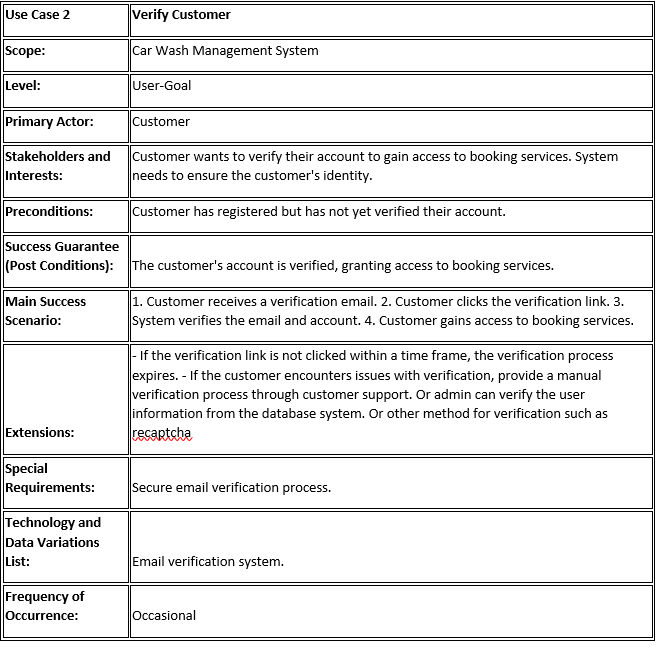 Use Case 2
Verify Customer
Scope:
Car Wash Management System
Level:
User-Goal
Primary Actor:
Customer
Stakeholders and
Interests:
Customer wants to verify their account to gain access to booking services. System
needs to ensure the customer's identity.
Preconditions:
Customer has registered but has not yet verified their account.
Success Guarantee
(Post Conditions):
The customer's account is verified, granting access to booking services.
Main Success
Scenario:
1. Customer receives a verification email. 2. Customer clicks the verification link. 3.
System verifies the email and account. 4. Customer gains access to booking services.
Extensions:
- If the verification link is not clicked within a time frame, the verification process
expires. - If the customer encounters issues with verification, provide a manual
verification process through customer support. Or admin can verify the user
information from the database system. Or other method for verification such as
recaptcha
Special
Requirements:
Secure email verification process.
Technology and
Data Variations
List:
Email verification system.
Frequency of
Occurrence:
Occasional